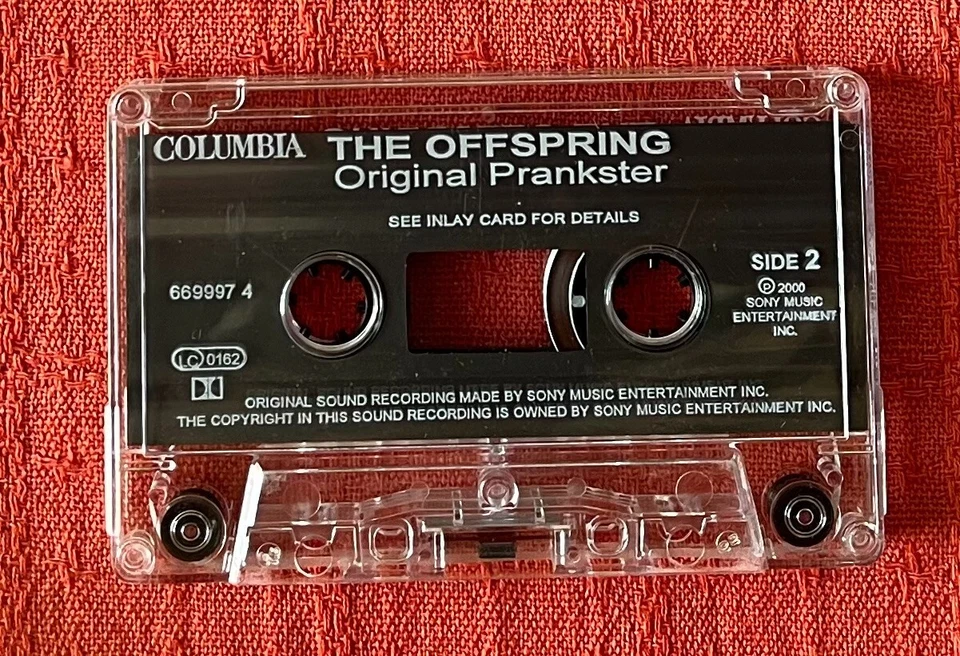 COLUMBIA
THE OFFSPRING
Original Prankster
SEE INLAY CARD FOR DETAILS
669997 4
SIDE 2
Ⓟ 2000
SONY MUSIC
ENTERTAINMENT
INC.
LC 0162
ORIGINAL SOUND RECORDING MADE BY SONY MUSIC ENTERTAINMENT INC.
THE COPYRIGHT IN THIS SOUND RECORDING IS OWNED BY SONY MUSIC ENTERTAINMENT INC.